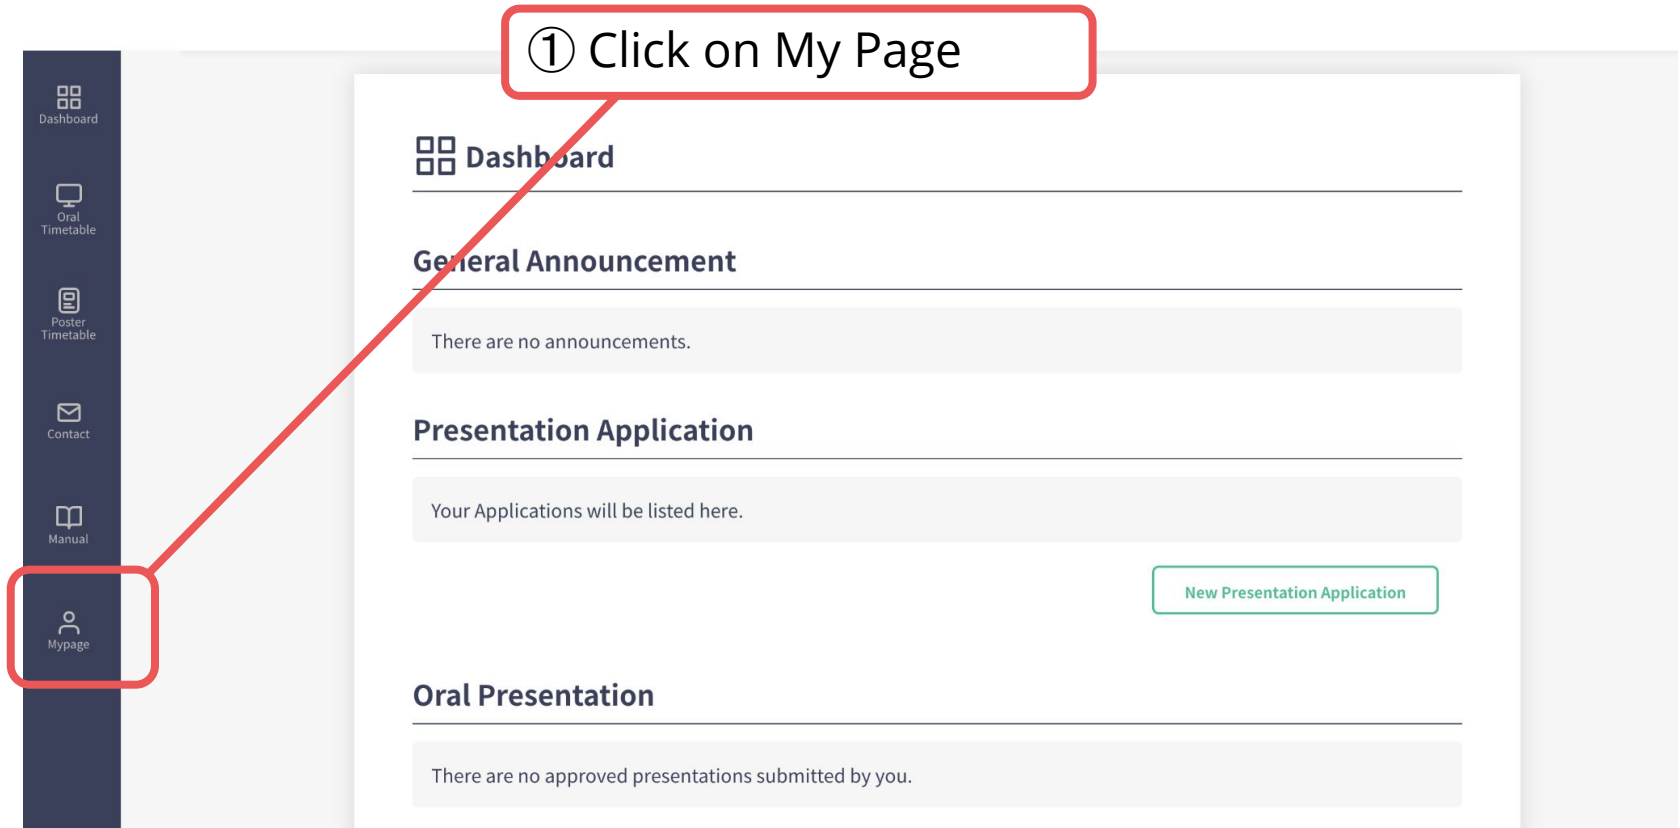 ① Click on My Page
Dashboard
Oral
Timetable
Poster
Timetable
Contact
Manual
Mypage
Dashboard
General Announcement
There are no announcements.
Presentation Application
Your Applications will be listed here.
New Presentation Application
Oral Presentation
There are no approved presentations submitted by you.